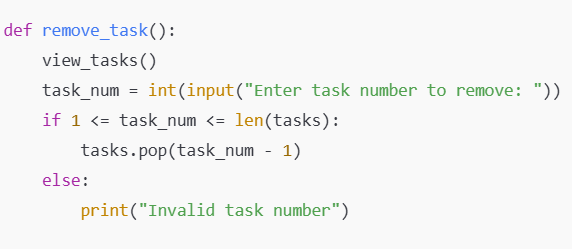 def remove_task():
    view_tasks()
    task_num = int(input("Enter task number to remove: "))
    if 1 <= task_num <= len(tasks):
        tasks.pop(task_num - 1)
    else:
        print("Invalid task number")